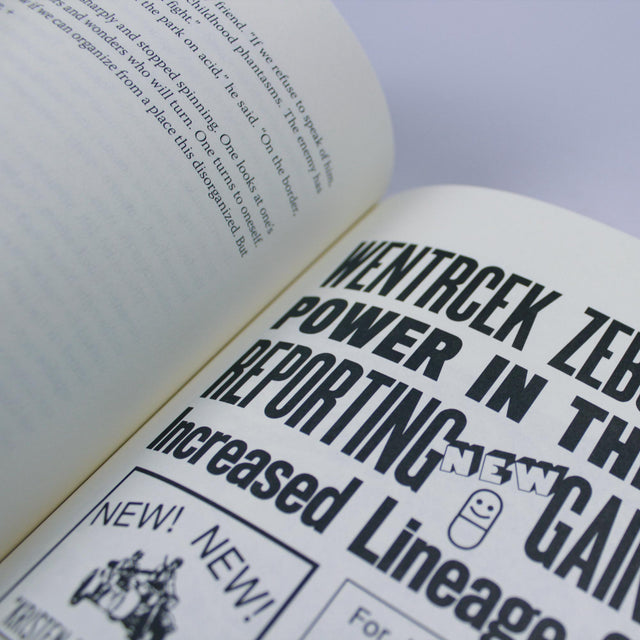 friend. "I've refuse to speak of him,
childhood phantasms. The enemy has
fight."
the park on acid," he said. "On the border,
and wonders who will turn. One turns to oneself.
sharply and stopped spinning. One looks at one's
if we can organize from a place this disorganized. But
WENTRCEK ZEB
POWER IN TH
REPORTING NEW GAIN
Increased Lineage
NEW! NEW!
For